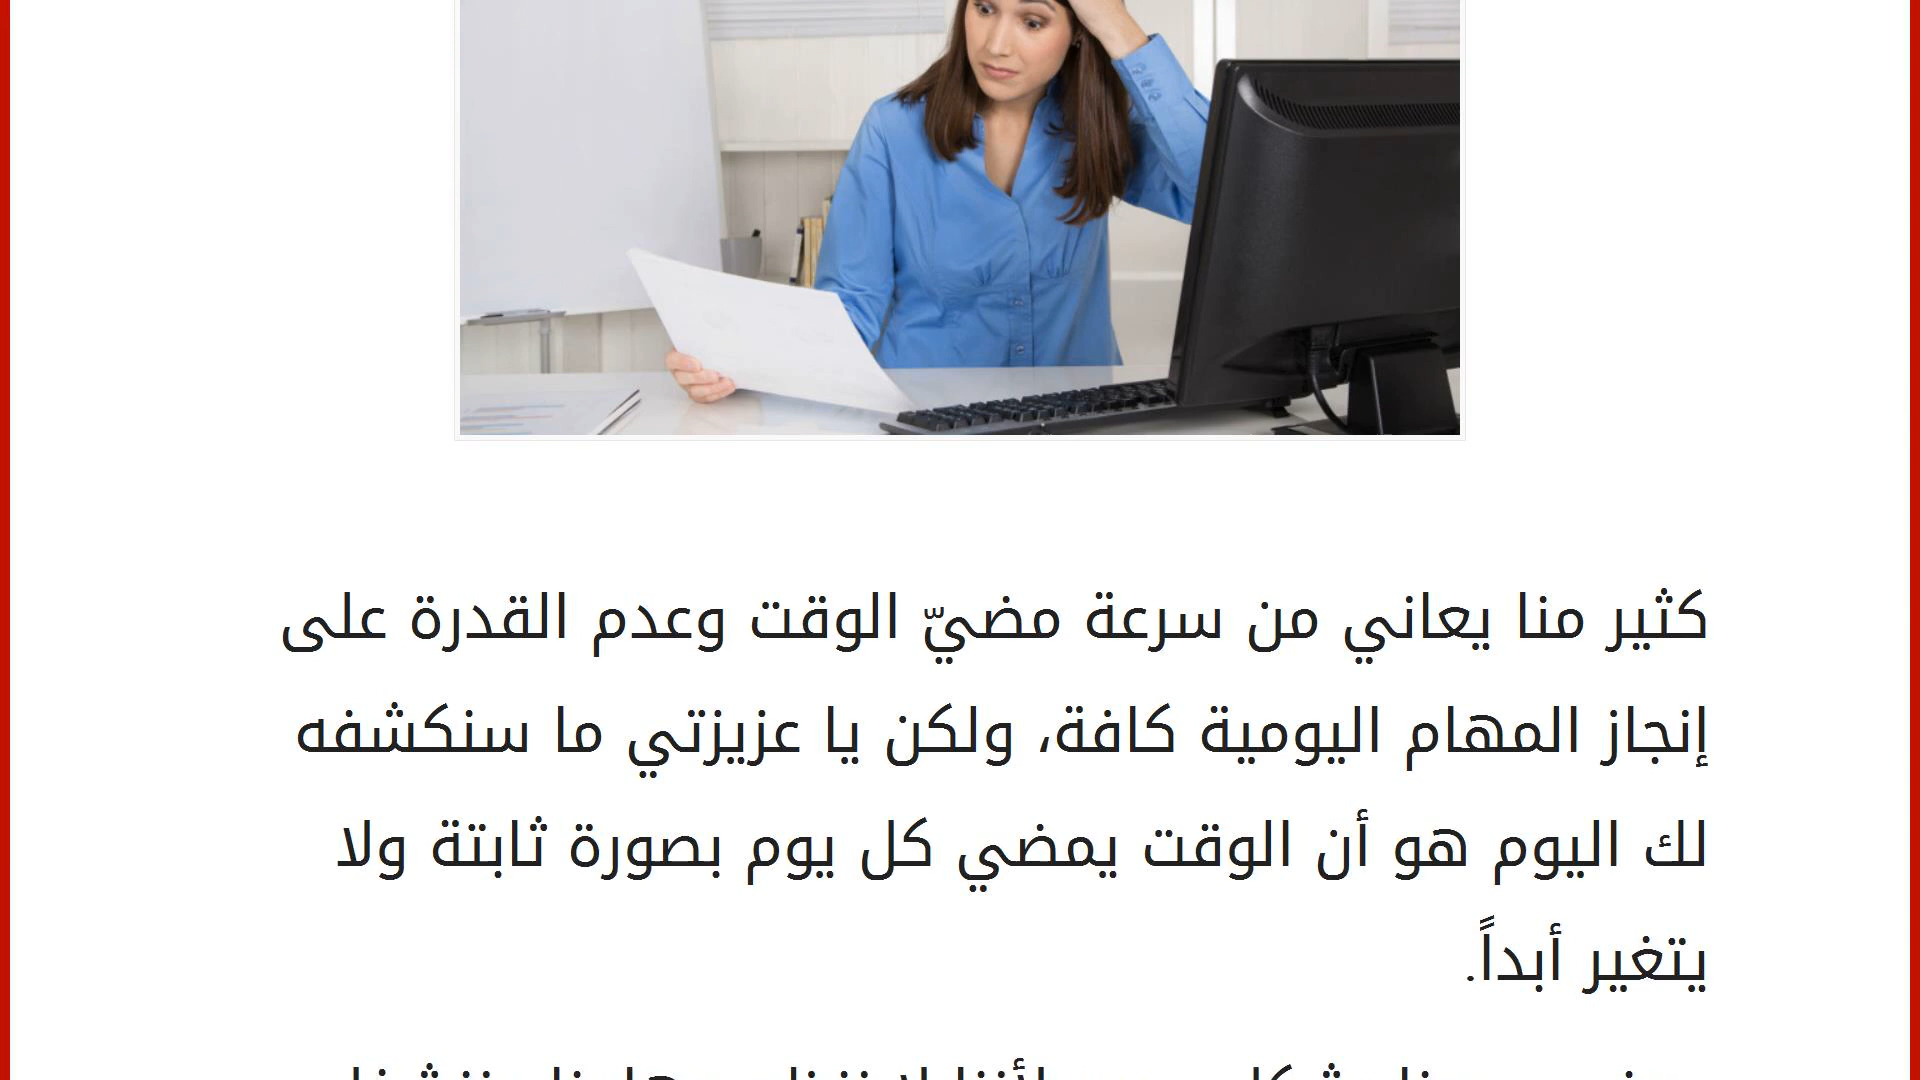 كثير منا يعاني من سرعة مضيّ الوقت وعدم القدرة على
إنجاز المهام اليومية كافة، ولكن يا عزيزتي ما سنكشفه
لك اليوم هو أن الوقت يمضي كل يوم بصورة ثابتة ولا
يتغير أبداً.